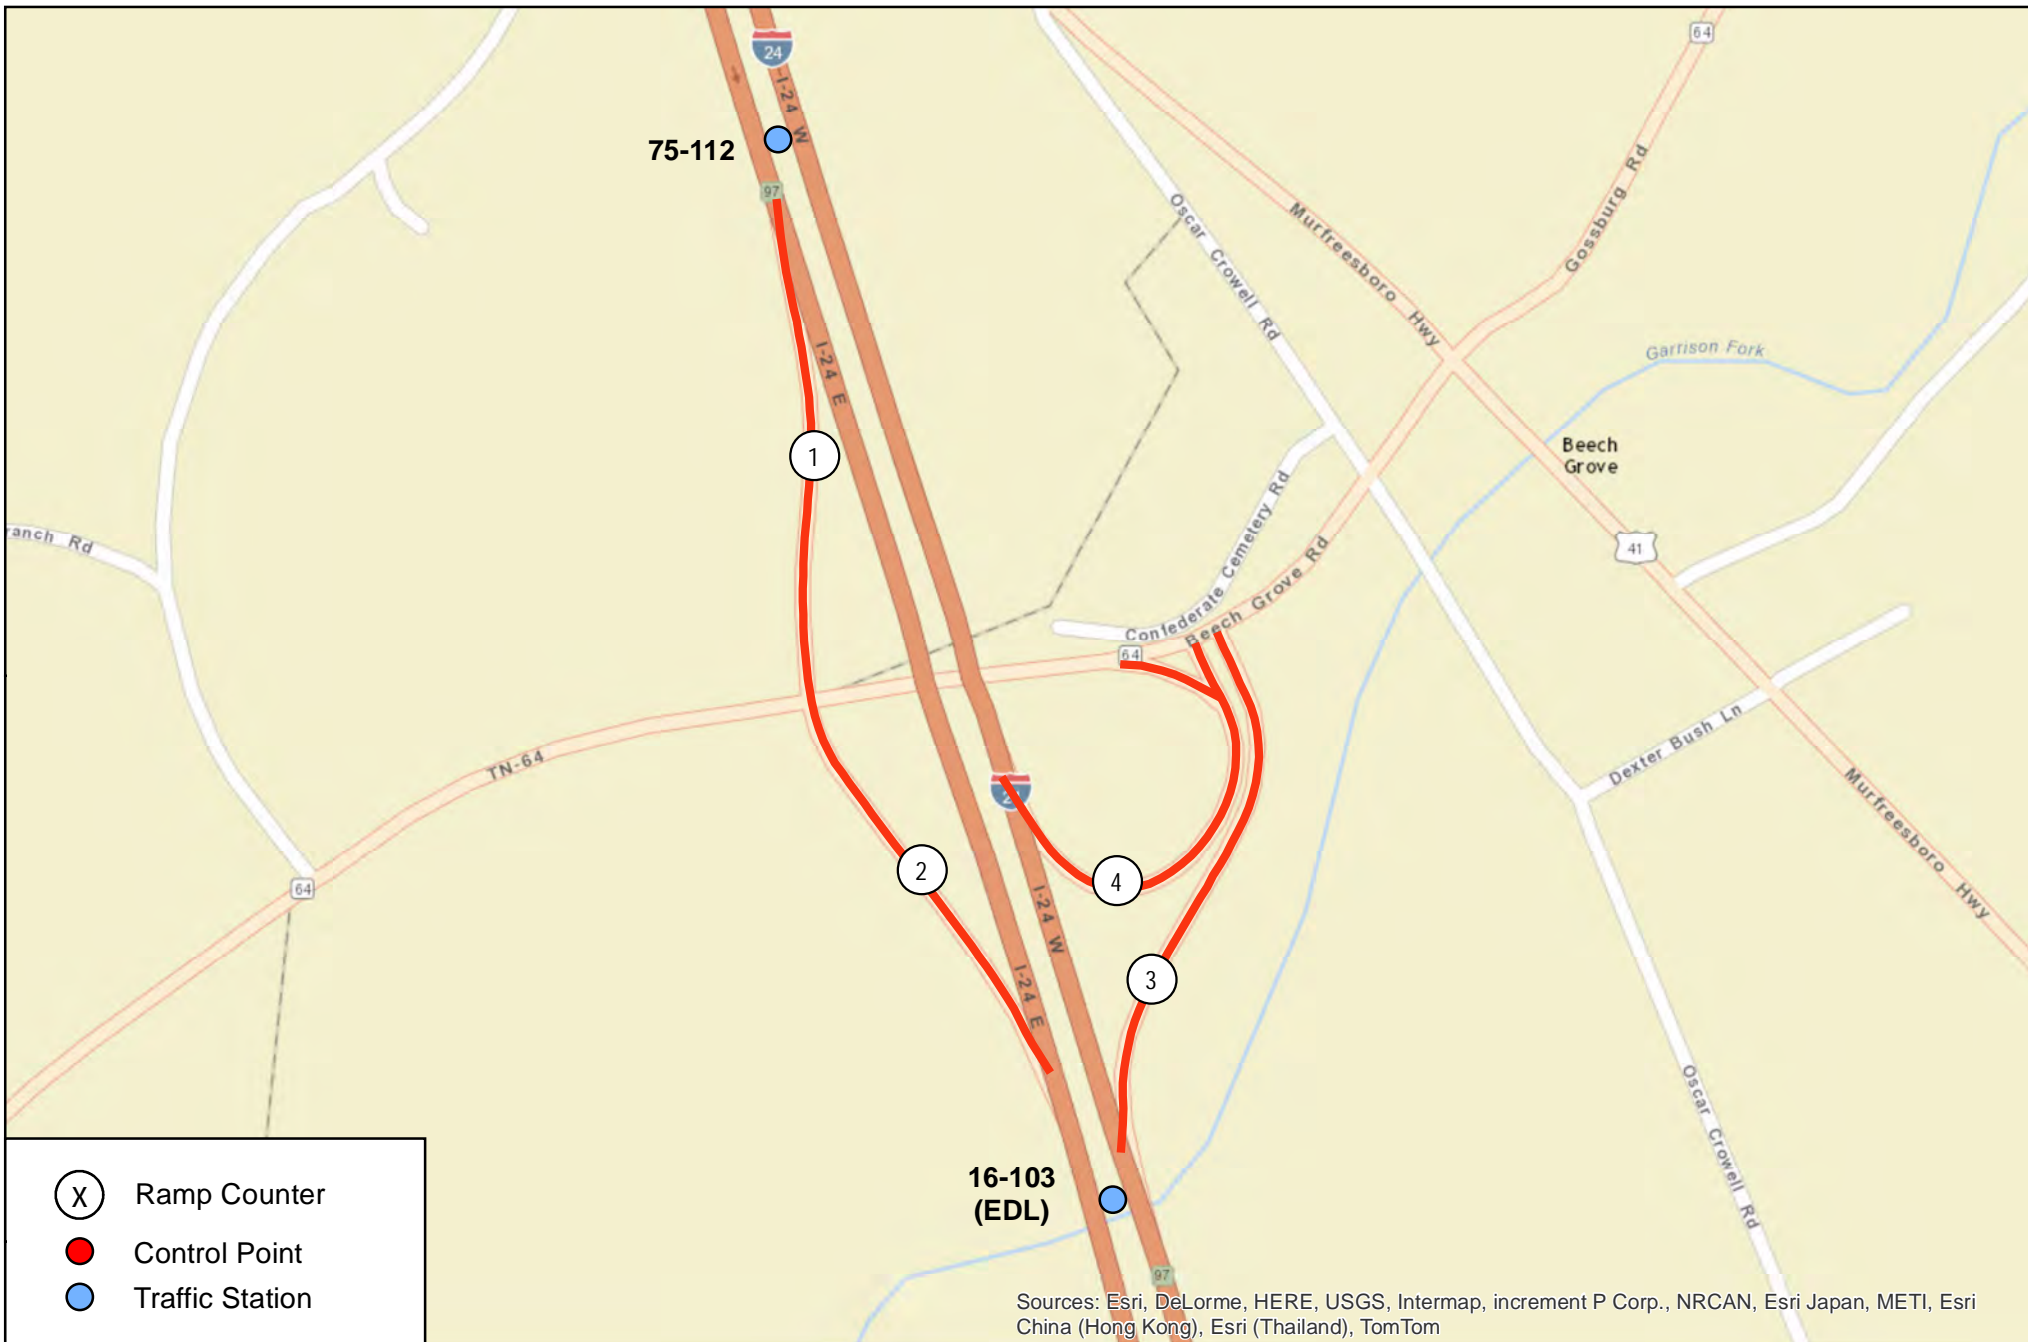 24
I-24 W
64
75-112
97
Oscar Crowell Rd
Murfreesboro Hwy
Gossburg Rd
Garrison Fork
I-24 E
1
Beech
Grove
ranch Rd
Confederate Cemetery Rd
Beech Grove Rd
41
64
TN-64
Dexter Bush Ln
Murfreesboro Hwy
64
2
4
I-24 W
3
I-24 E
Oscar Crowell Rd
16-103
(EDL)
97
X Ramp Counter
Control Point
Traffic Station
Sources: Esri, DeLorme, HERE, USGS, Intermap, increment P Corp., NRCAN, Esri Japan, METI, Esri
China (Hong Kong), Esri (Thailand), TomTom